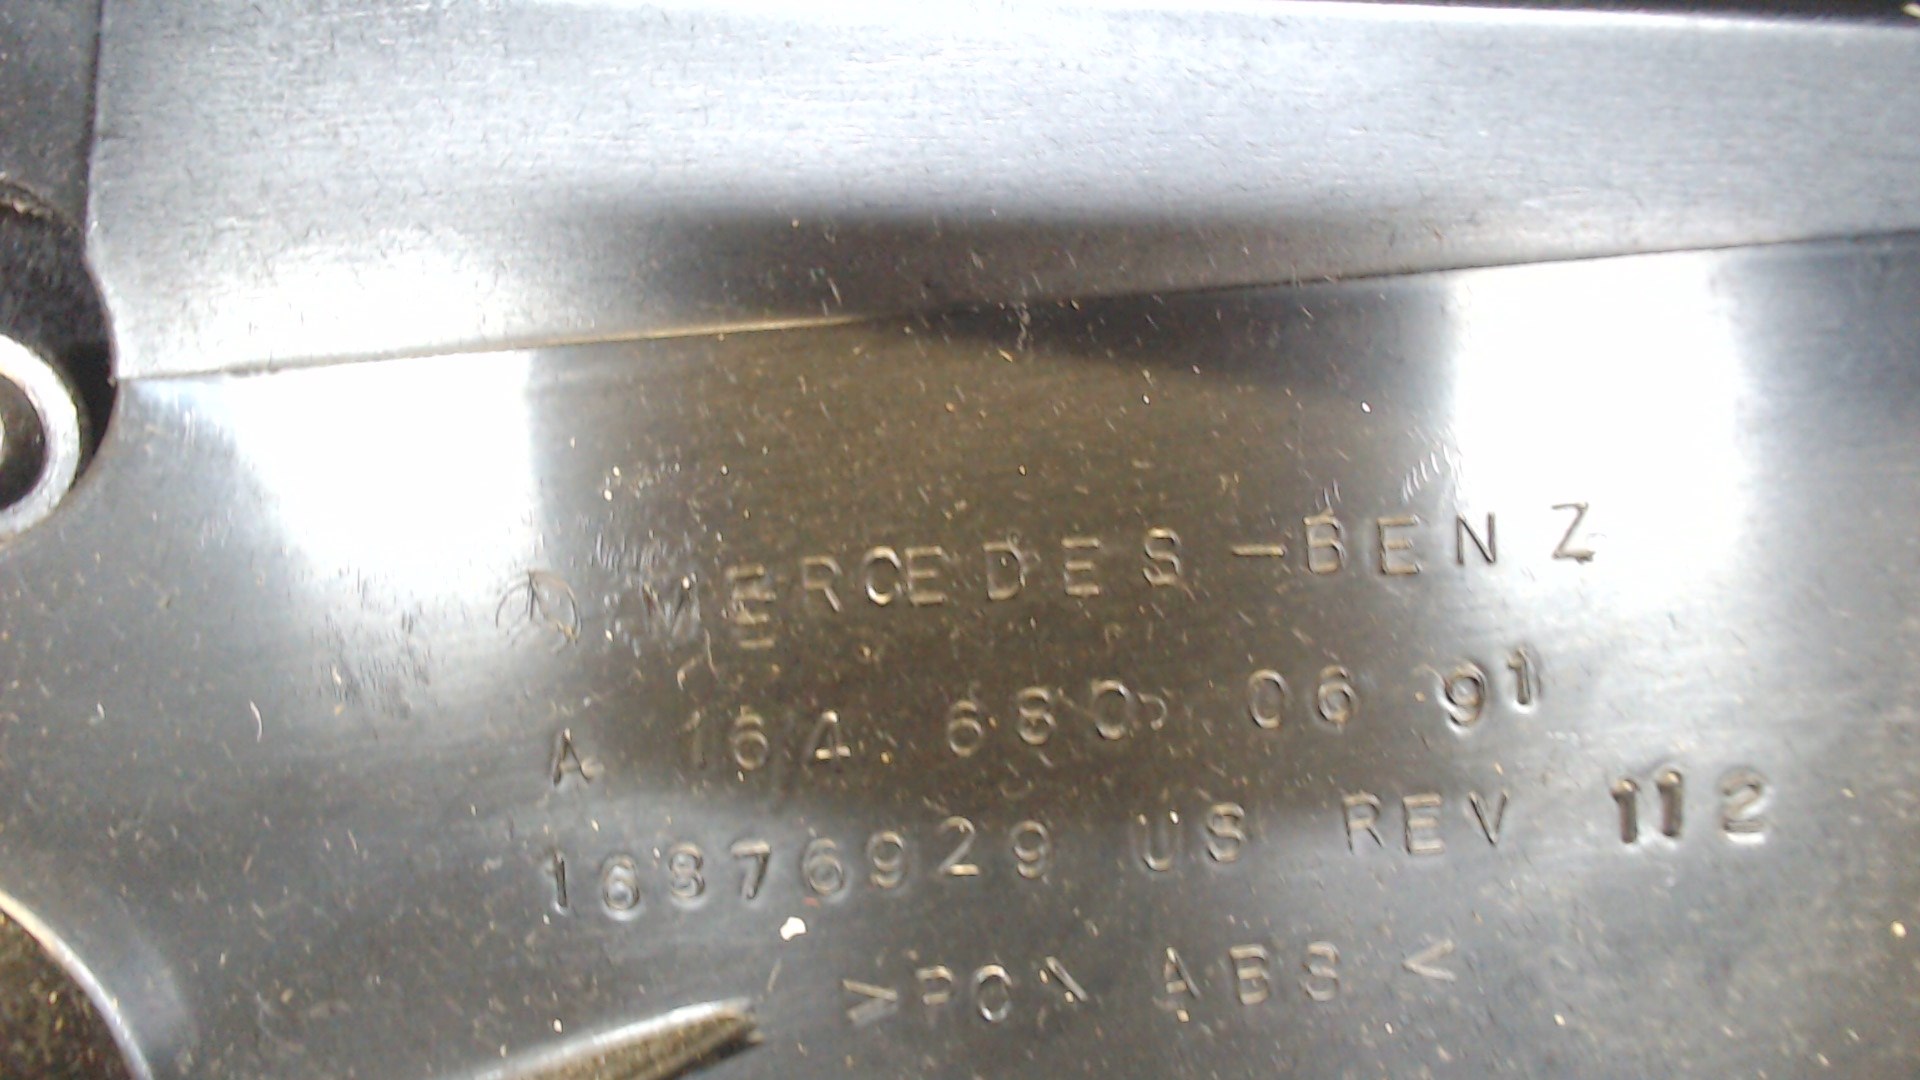 MERCEDES-BENZ
A 164 680 06 91
16876929 US REV 112
>PC\ ABS<